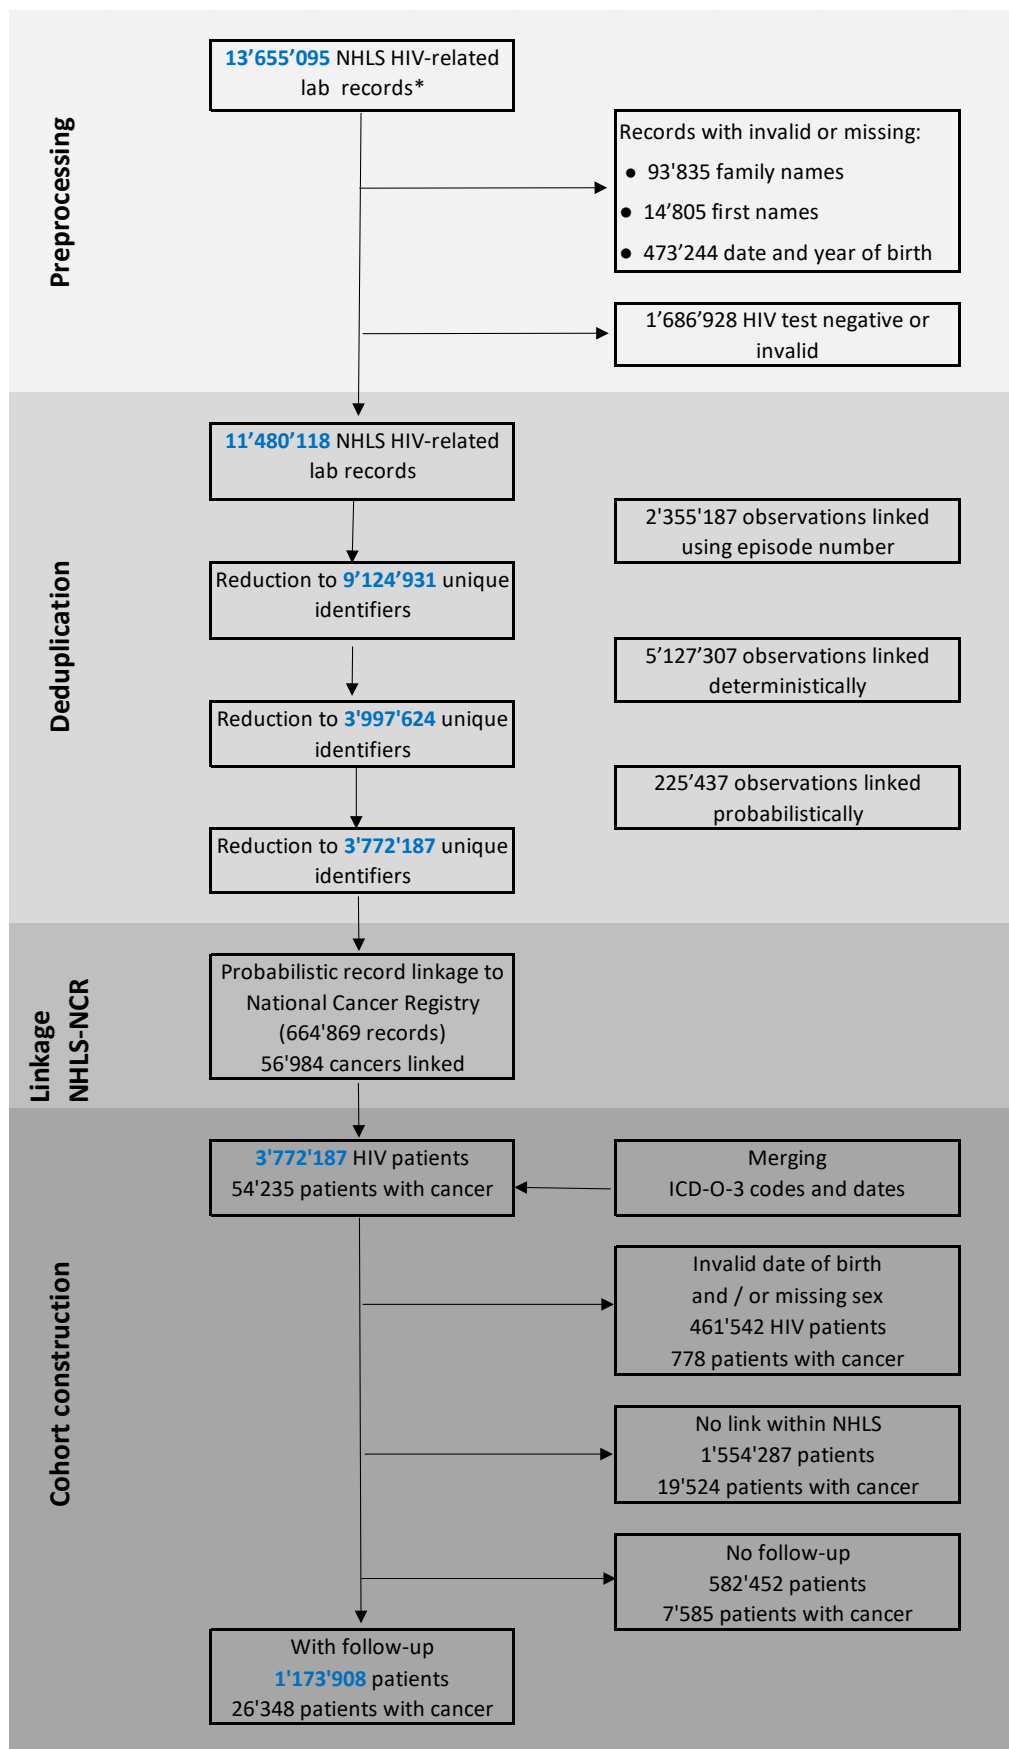 Preprocessing
13’655’095 NHLS HIV-related
lab records*
Records with invalid or missing:
● 93'835 family names
● 14’805 first names
● 473’244 date and year of birth
1’686’928 HIV test negative or
invalid
Deduplication
11’480’118 NHLS HIV-related
lab records
2'355'187 observations linked
using episode number
Reduction to 9’124’931 unique
identifiers
5’127’307 observations linked
deterministically
Reduction to 3'997'624 unique
identifiers
225’437 observations linked
probabilistically
Reduction to 3'772'187 unique
identifiers
Linkage
NHLS-NCR
Probabilistic record linkage to
National Cancer Registry
(664'869 records)
56'984 cancers linked
Cohort construction
3'772'187 HIV patients
54'235 patients with cancer
Merging
ICD-O-3 codes and dates
Invalid date of birth
and / or missing sex
461'542 HIV patients
778 patients with cancer
No link within NHLS
1'554'287 patients
19'524 patients with cancer
No follow-up
582'452 patients
7'585 patients with cancer
With follow-up
1'173'908 patients
26'348 patients with cancer